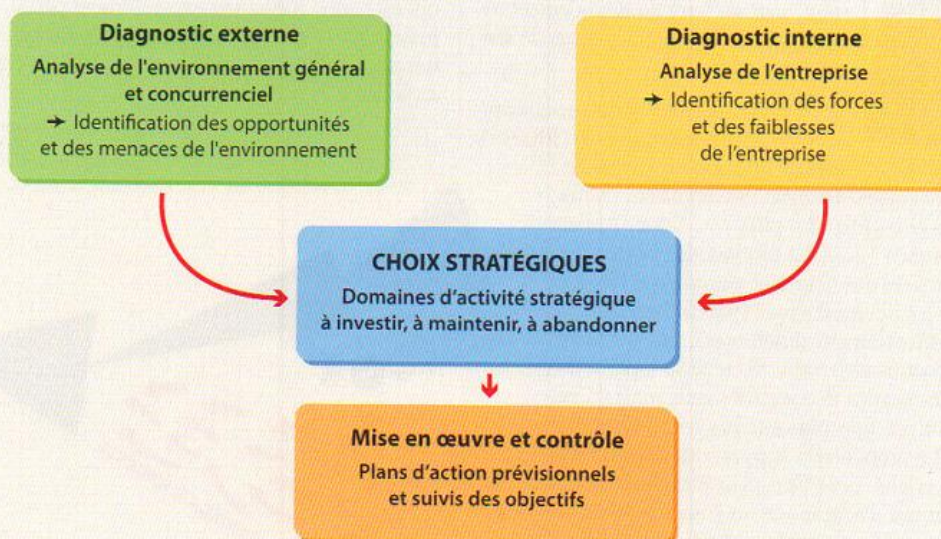 Diagnostic externe
Analyse de l'environnement général
et concurrenciel
➔ Identification des opportunités
et des menaces de l'environnement
Diagnostic interne
Analyse de l'entreprise
➔ Identification des forces
et des faiblesses
de l'entreprise
CHOIX STRATÉGIQUES
Domaines d'activité stratégique
à investir, à maintenir, à abandonner
Mise en œuvre et contrôle
Plans d'action prévisionnels
et suivis des objectifs